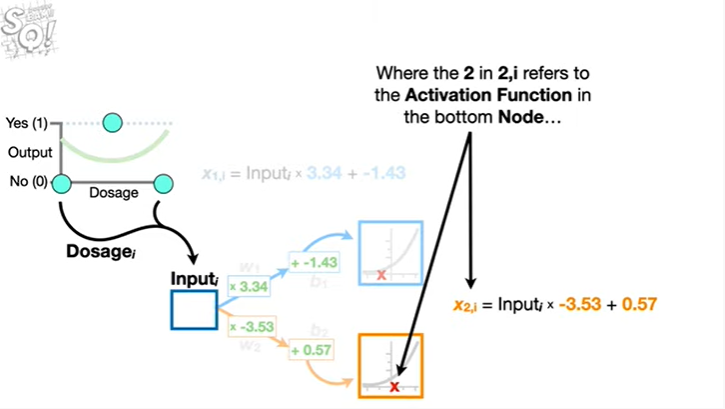 SQ!
Where the 2 in 2,i refers to
the Activation Function in
the bottom Node...
Yes (1)
Output
No (0)
Dosage
x1,i = Inputi × 3.34 + -1.43
Dosagei
Inputi
w1
× 3.34
+ -1.43
b1
x
× -3.53
w2
b2
+ 0.57
x
x2,i = Inputi × -3.53 + 0.57